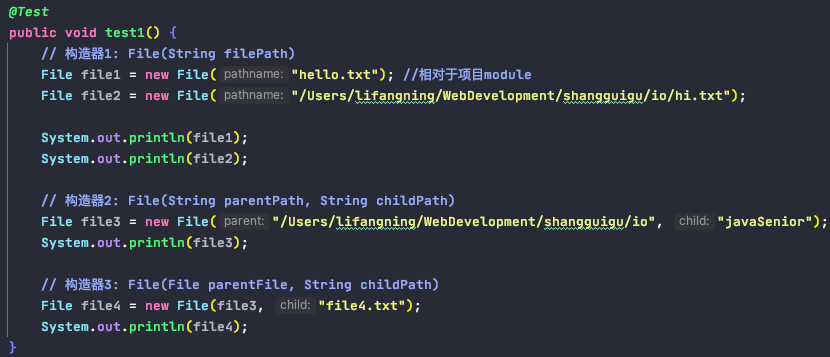 @Test
public void test1() {
// 构造器1: File(String filePath)
File file1 = new File( pathname: "hello.txt"); //相对于项目module
File file2 = new File( pathname: "/Users/lifangning/WebDevelopment/shangguigu/io/hi.txt");
System.out.println(file1);
System.out.println(file2);
// 构造器2: File(String parentPath, String childPath)
File file3 = new File( parent: "/Users/lifangning/WebDevelopment/shangguigu/io", child: "javaSenior");
System.out.println(file3);
// 构造器3: File(File parentFile, String childPath)
File file4 = new File(file3, child: "file4.txt");
System.out.println(file4);
}